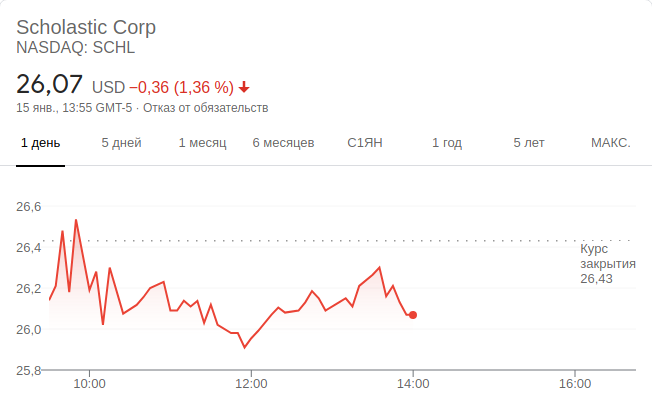 Scholastic Corp
NASDAQ: SCHL
26,07 USD −0,36 (1,36 %)
15 янв., 13:55 GMT-5 · Отказ от обязательств
1 день 5 дней 1 месяц 6 месяцев С1ЯН 1 год 5 лет МАКС.
26,6
26,4
Курс
закрытия
26,43
26,2
26,0
25,8
10:00 12:00 14:00 16:00